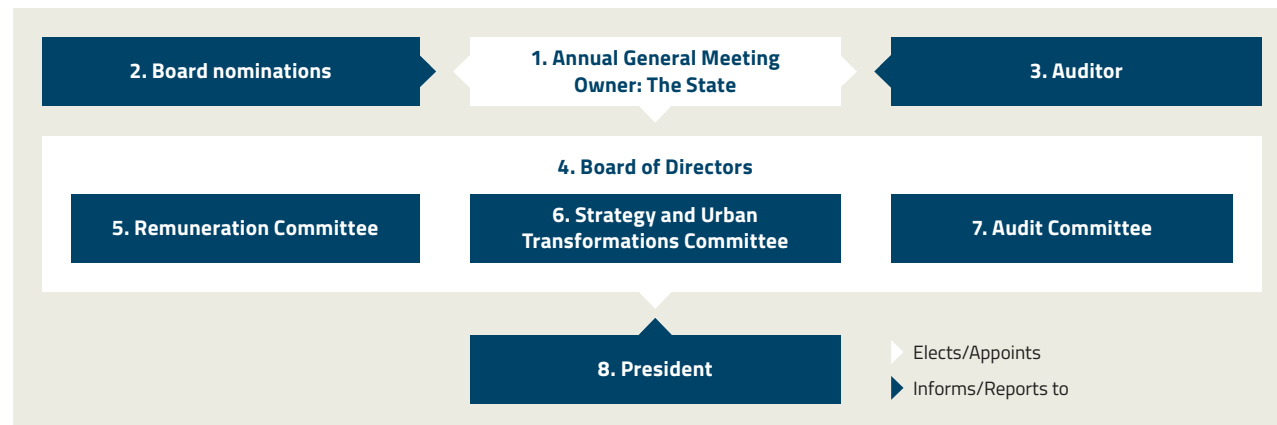 2. Board nominations
1. Annual General Meeting
Owner: The State
3. Auditor
4. Board of Directors
5. Remuneration Committee
6. Strategy and Urban
Transformations Committee
7. Audit Committee
8. President
Elects/Appoints
Informs/Reports to